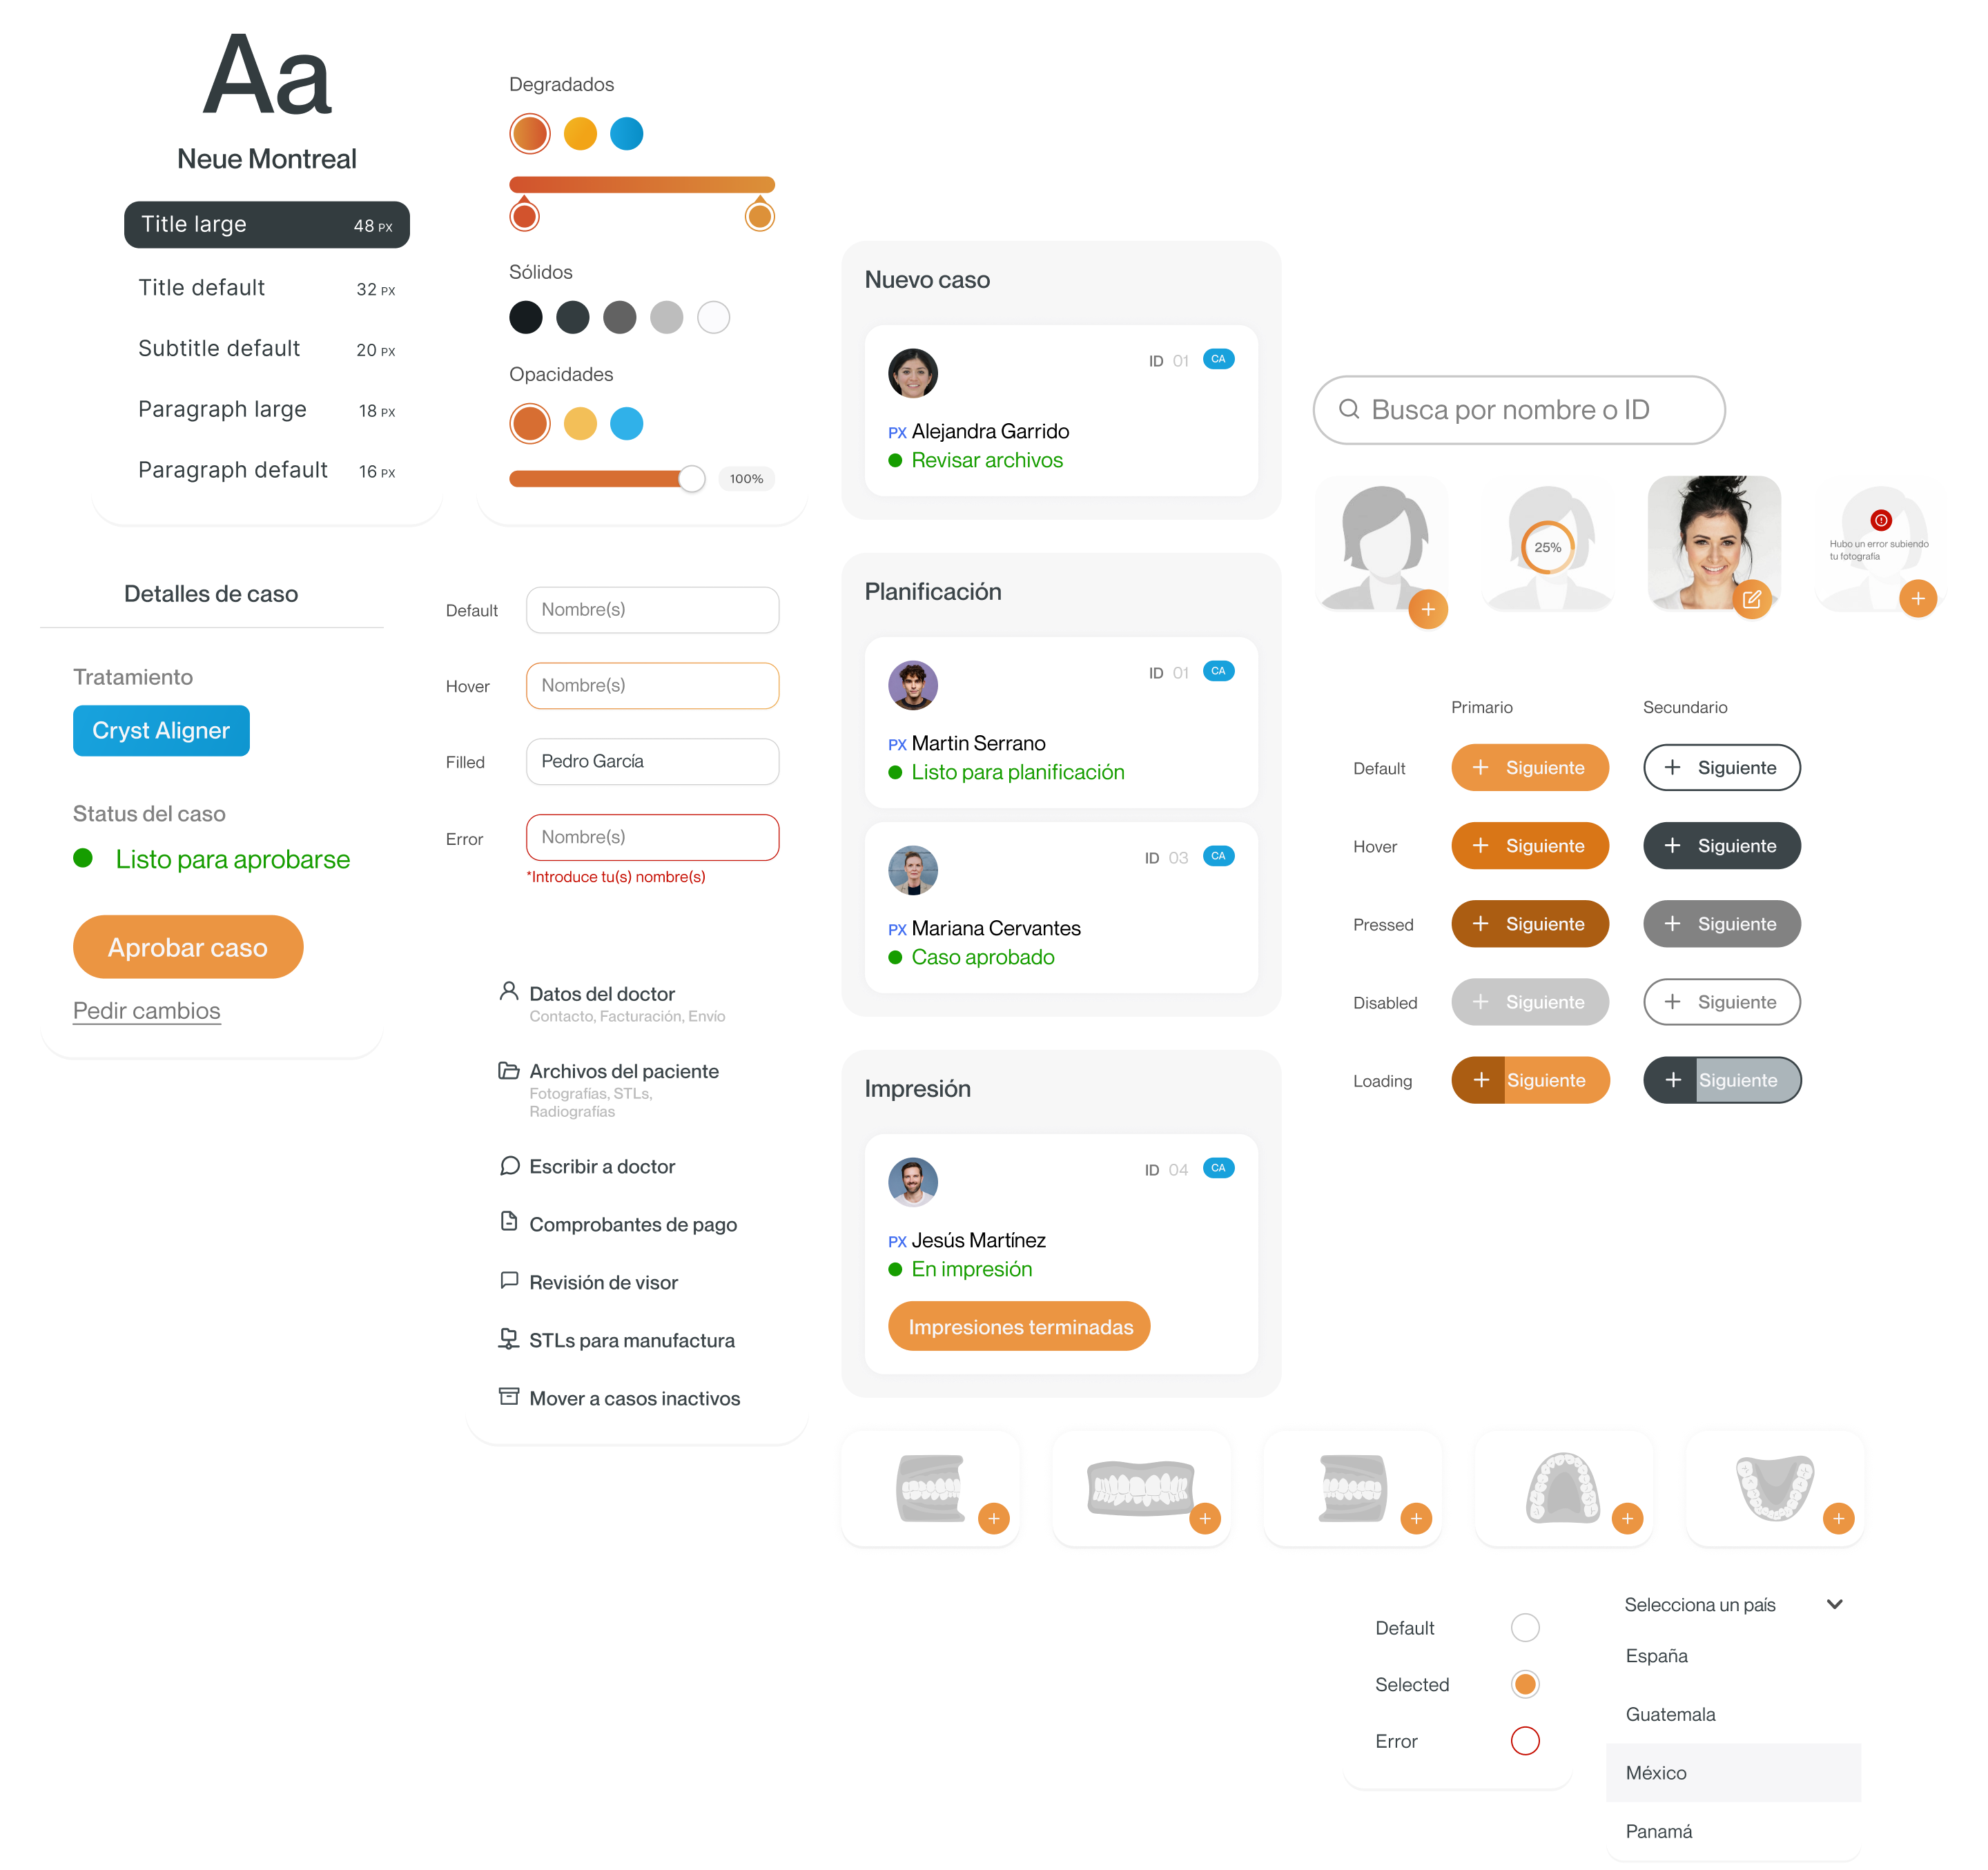 Aa
Neue Montreal
Title large 48 PX
Title default 32 PX
Subtitle default 20 PX
Paragraph large 18 PX
Paragraph default 16 PX
Degradados
Sólidos
Opacidades
100%
Detalles de caso
Tratamiento
Cryst Aligner
Status del caso
Listo para aprobarse
Aprobar caso
Pedir cambios
Default Nombre(s)
Hover Nombre(s)
Filled Pedro García
Error Nombre(s)
*Introduce tu(s) nombre(s)
Datos del doctor
Contacto, Facturación, Envío
Archivos del paciente
Fotografías, STLs,
Radiografías
Escribir a doctor
Comprobantes de pago
Revisión de visor
STLs para manufactura
Mover a casos inactivos
Nuevo caso
ID 01 CA
PX Alejandra Garrido
Revisar archivos
Planificación
ID 01 CA
PX Martin Serrano
Listo para planificación
ID 03 CA
PX Mariana Cervantes
Caso aprobado
Impresión
ID 04 CA
PX Jesús Martínez
En impresión
Impresiones terminadas
Busca por nombre o ID
25%
Hubo un error subiendo
tu fotografía
Primario Secundario
Default Siguiente Siguiente
Hover Siguiente Siguiente
Pressed Siguiente Siguiente
Disabled Siguiente Siguiente
Loading Siguiente Siguiente
Default
Selected
Error
Selecciona un país
España
Guatemala
México
Panamá